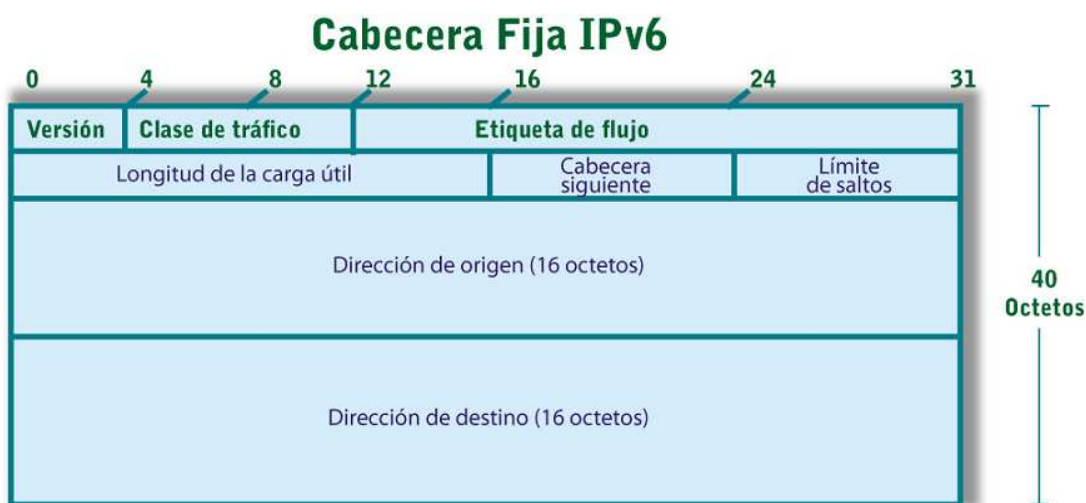 Cabecera Fija IPv6
0 4 8 12 16 24 31
Versión Clase de tráfico Etiqueta de flujo
Longitud de la carga útil
Cabecera
siguiente
Límite
de saltos
Dirección de origen (16 octetos)
40
Octetos
Dirección de destino (16 octetos)